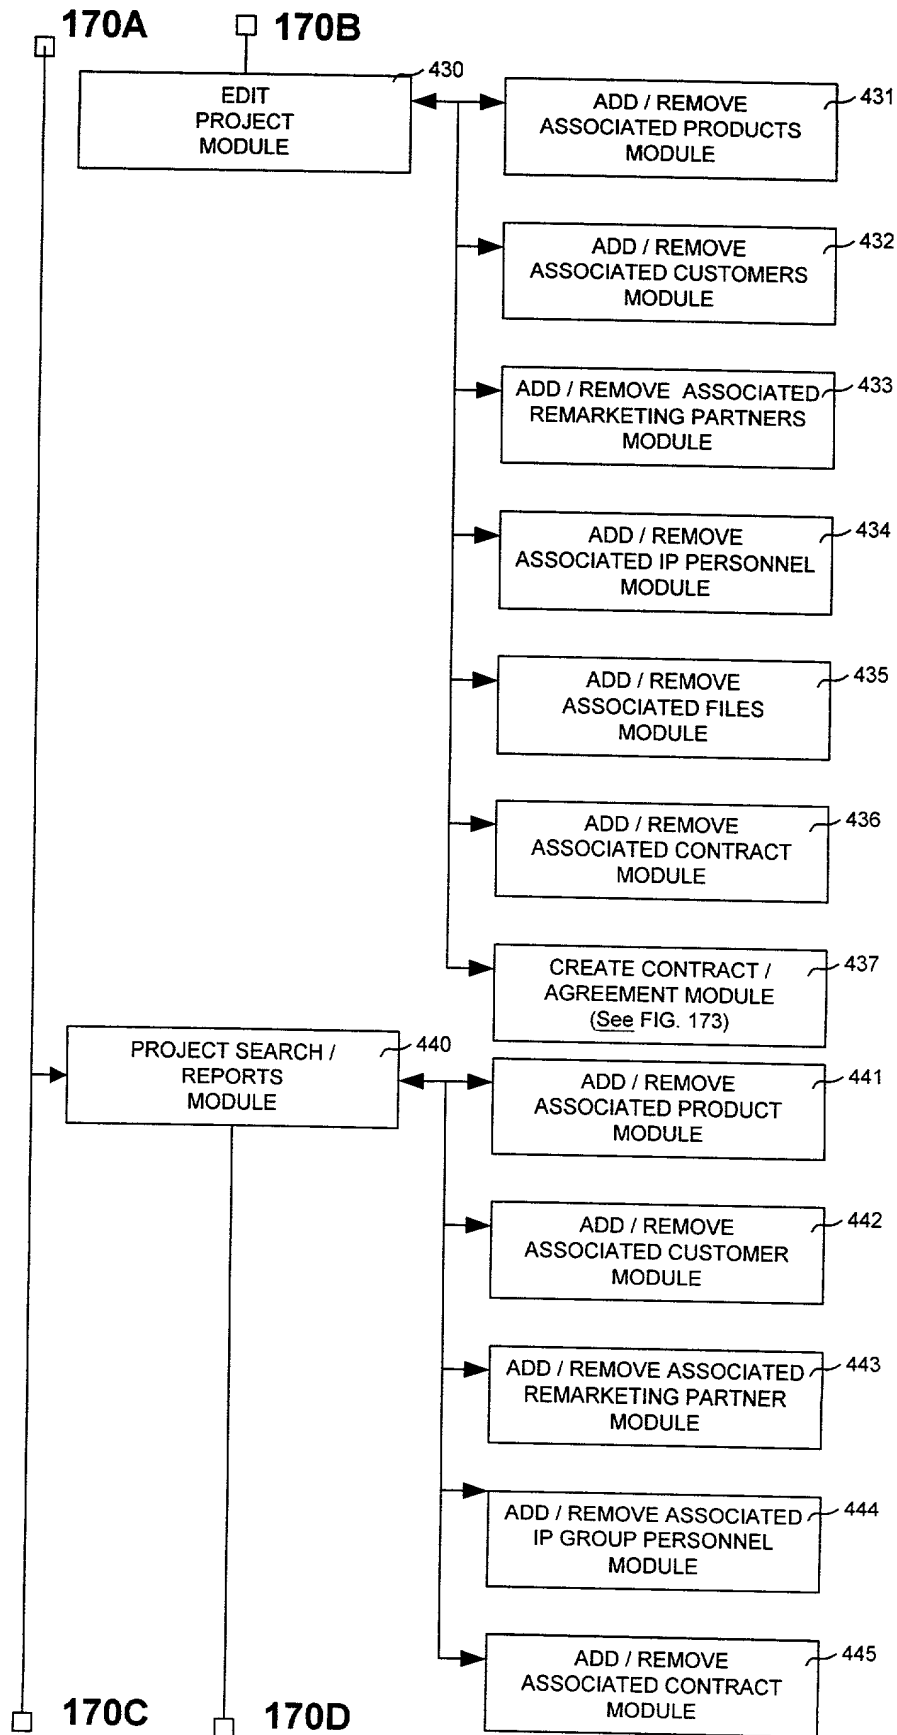 170A
170B
430
EDIT
PROJECT
MODULE
ADD / REMOVE
ASSOCIATED PRODUCTS
MODULE
431
ADD / REMOVE
ASSOCIATED CUSTOMERS
MODULE
432
ADD / REMOVE ASSOCIATED
REMARKETING PARTNERS
MODULE
433
ADD / REMOVE
ASSOCIATED IP PERSONNEL
MODULE
434
ADD / REMOVE
ASSOCIATED FILES
MODULE
435
ADD / REMOVE
ASSOCIATED CONTRACT
MODULE
436
CREATE CONTRACT /
AGREEMENT MODULE
(See FIG. 173)
437
PROJECT SEARCH /
REPORTS
MODULE
440
ADD / REMOVE
ASSOCIATED PRODUCT
MODULE
441
ADD / REMOVE
ASSOCIATED CUSTOMER
MODULE
442
ADD / REMOVE ASSOCIATED
REMARKETING PARTNER
MODULE
443
ADD / REMOVE ASSOCIATED
IP GROUP PERSONNEL
MODULE
444
ADD / REMOVE
ASSOCIATED CONTRACT
MODULE
445
170C
170D